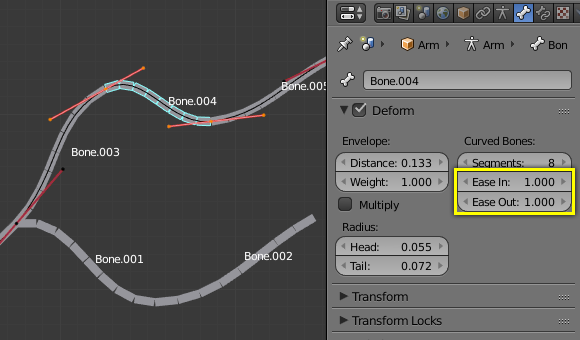 Bone.005
Bone.004
Bone.003
Bone.001
Bone.002
Arm
Arm
Bon
Bone.004
Deform
Envelope:
Curved Bones:
Distance: 0.133
Segments: 8
Weight: 1.000
Ease In: 1.000
Multiply
Ease Out: 1.000
Radius:
Head: 0.055
Tail: 0.072
Transform
Transform Locks